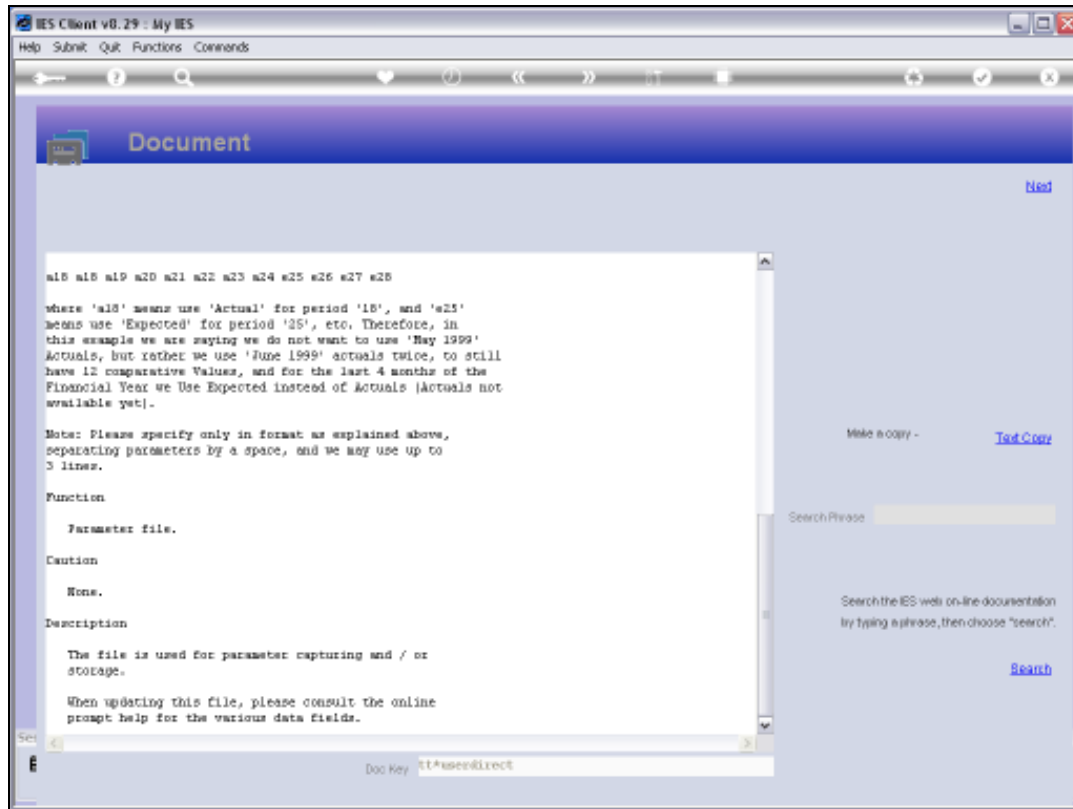 IES Client v8.29 : My IES
Help Submit Quit Functions Commands
Document
Next
a18 a18 a19 a20 a21 a22 a23 a24 e25 e26 e27 e28
where 'a18' means use 'Actual' for period '18', and 'e25'
means use 'Expected' for period '25', etc. Therefore, in
this example we are saying we do not want to use 'May 1999'
Actuals, but rather we use 'June 1999' actuals twice, to still
have 12 comparative Values, and for the last 4 months of the
Financial Year we Use Expected instead of Actuals |Actuals not
available yet|.
Note: Please specify only in format as explained above,
separating parameters by a space, and we may use up to
3 lines.
Function
Parameter file.
Caution
None.
Description
The file is used for parameter capturing and / or
storage.
When updating this file, please consult the online
prompt help for the various data fields.
Make a copy -
Text Copy
Search Phrase
Search the IES web on-line documentation
by typing a phrase, then choose "search".
Search
Doc Key tt*userdirect